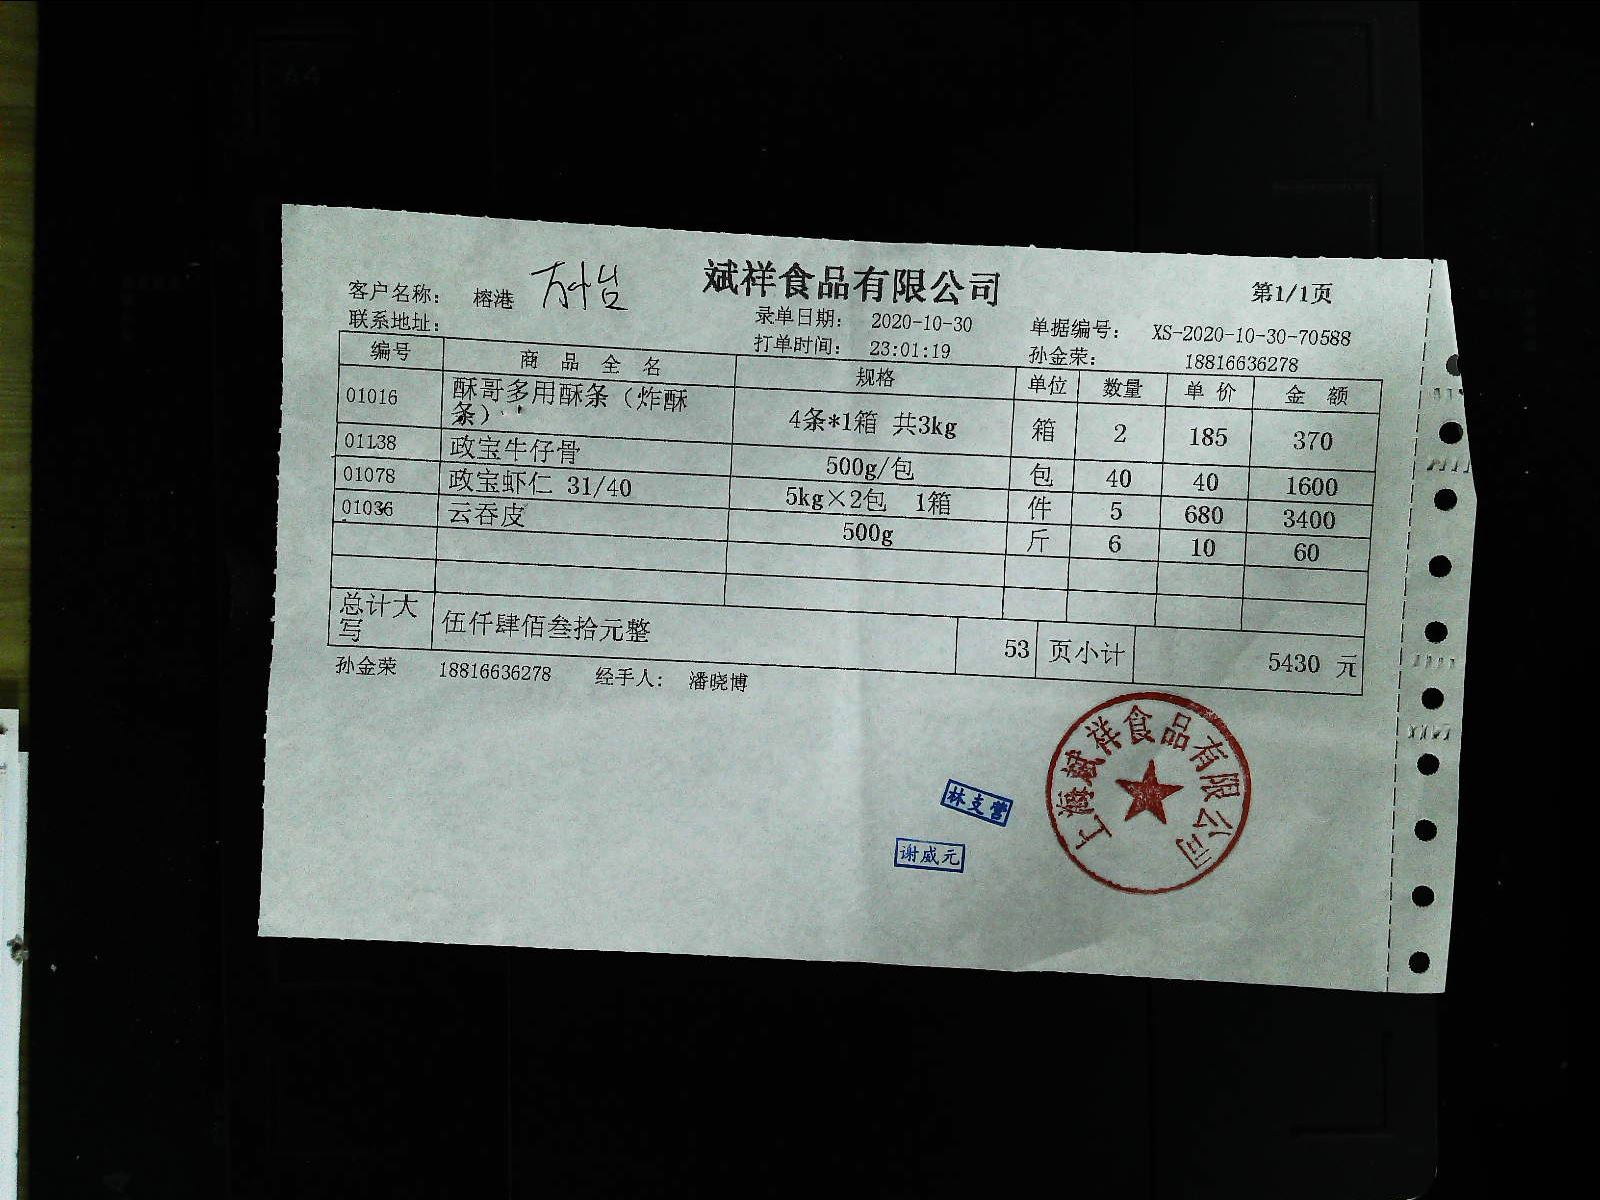 斌祥食品有限公司
第1/1页
客户名称： 榕港
联系地址：
录单日期： 2020-10-30
单据编号： XS-2020-10-30-70588
打单时间： 23:01:19
孙金荣： 18816636278
编号 商品全名 规格 单位 数量 单价 金额
01016 酥哥多用酥条（炸酥条） 4条*1箱 共3kg 箱 2 185 370
01138 政宝牛仔骨 500g/包 包 40 40 1600
01078 政宝虾仁 31/40 5kg×2包 1箱 件 5 680 3400
01036 云吞皮 500g 斤 6 10 60
总计大写 伍仟肆佰叁拾元整 53 页小计 5430 元
孙金荣 18816636278 经手人： 潘晓博
上海斌祥食品有限公司
林支营
谢威元